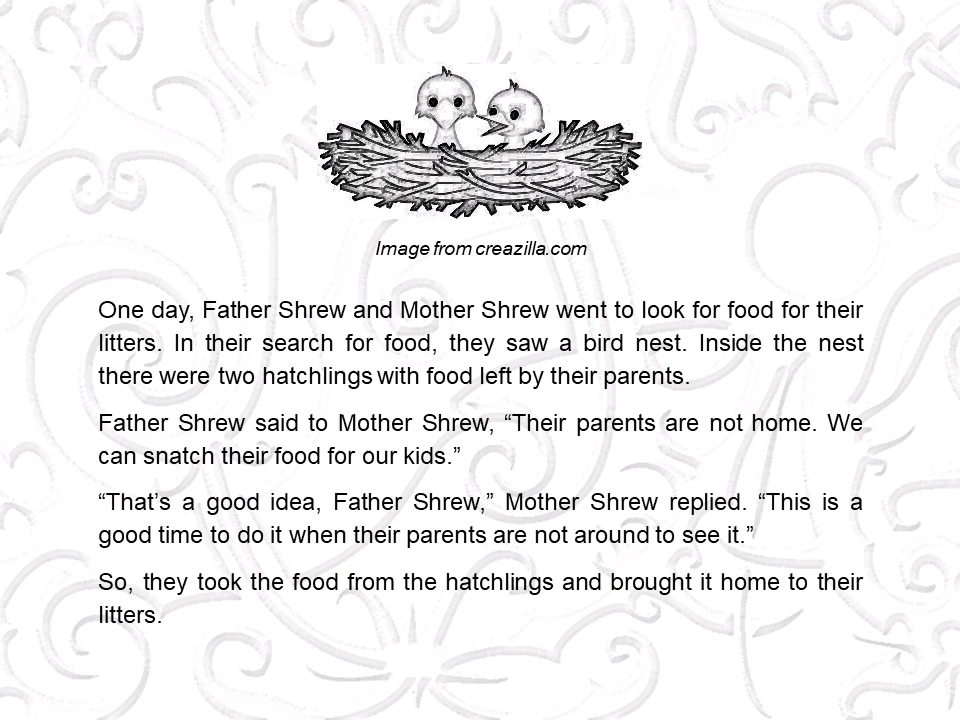 Image from creazilla.com
One day, Father Shrew and Mother Shrew went to look for food for their
litters. In their search for food, they saw a bird nest. Inside the nest
there were two hatchlings with food left by their parents.
Father Shrew said to Mother Shrew, “Their parents are not home. We
can snatch their food for our kids.”
“That’s a good idea, Father Shrew,” Mother Shrew replied. “This is a
good time to do it when their parents are not around to see it.”
So, they took the food from the hatchlings and brought it home to their
litters.